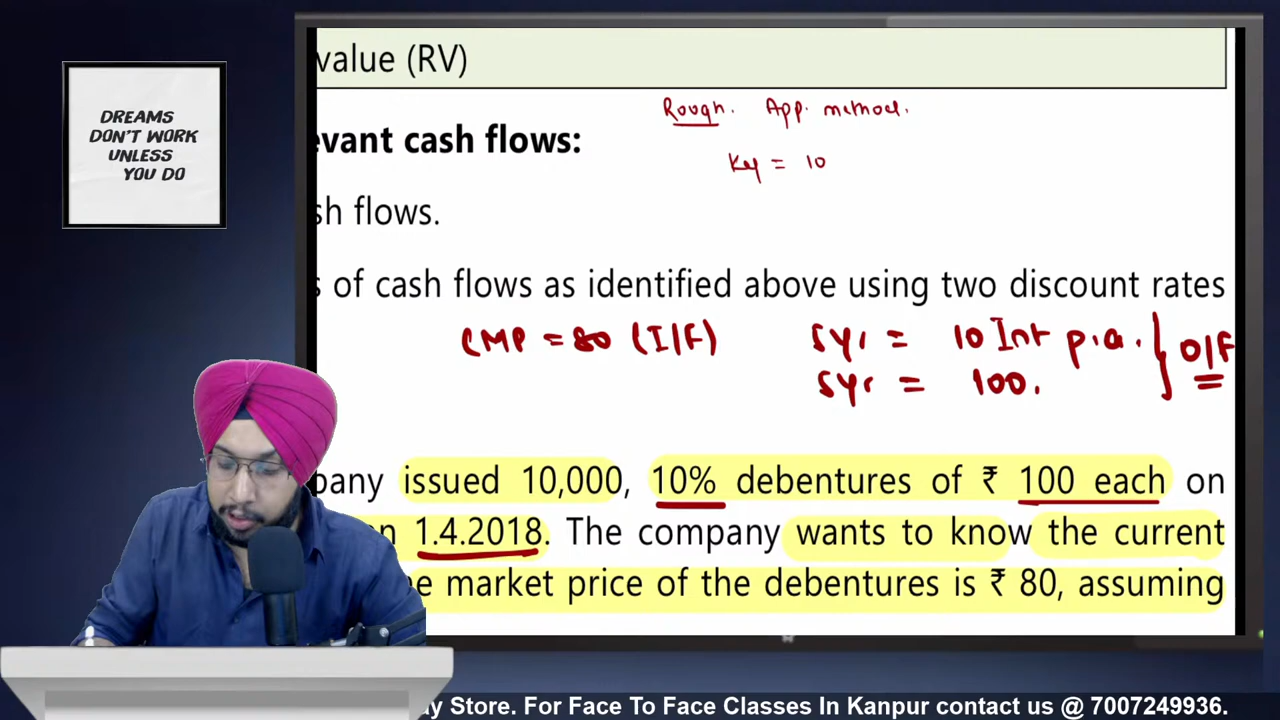 DREAMS
DON'T WORK
UNLESS
YOU DO
value (RV)
Rough. App. method.
evant cash flows:
Key = 10
sh flows.
s of cash flows as identified above using two discount rates
CMP = 80 (I/F)
5yr = 10 Int p.a. } O/F
5yr = 100.
pany issued 10,000, 10% debentures of ₹ 100 each on
n 1.4.2018. The company wants to know the current
e market price of the debentures is ₹ 80, assuming
ay Store. For Face To Face Classes In Kanpur contact us @ 7007249936.